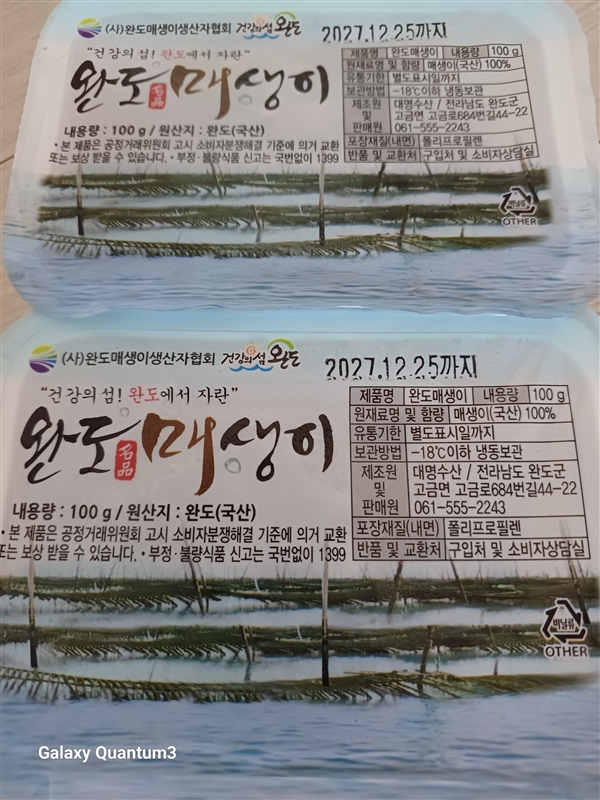 (사)완도매생이생산자협회 건강의섬 완도 2027.12.25까지
"건강의 섬! 완도에서 자란"
완도 名品 매생이
내용량 : 100 g / 원산지 : 완도(국산)
• 본 제품은 공정거래위원회 고시 소비자분쟁해결 기준에 의거 교환
또는 보상 받을 수 있습니다. • 부정·불량식품 신고는 국번없이 1399
제품명 완도매생이 내용량 100 g
원재료명 및 함량 매생이(국산) 100%
유통기한 별도표시일까지
보관방법 -18℃이하 냉동보관
제조원 및 판매원 대명수산 / 전라남도 완도군
고금면 고금로684번길44-22
061-555-2243
포장재질(내면) 폴리프로필렌
반품 및 교환처 구입처 및 소비자상담실
비닐류
OTHER
(사)완도매생이생산자협회 건강의섬 완도 2027.12.25까지
"건강의 섬! 완도에서 자란"
완도 名品 매생이
내용량 : 100 g / 원산지 : 완도(국산)
• 본 제품은 공정거래위원회 고시 소비자분쟁해결 기준에 의거 교환
또는 보상 받을 수 있습니다. • 부정·불량식품 신고는 국번없이 1399
제품명 완도매생이 내용량 100 g
원재료명 및 함량 매생이(국산) 100%
유통기한 별도표시일까지
보관방법 -18℃이하 냉동보관
제조원 및 판매원 대명수산 / 전라남도 완도군
고금면 고금로684번길44-22
061-555-2243
포장재질(내면) 폴리프로필렌
반품 및 교환처 구입처 및 소비자상담실
비닐류
OTHER
Galaxy Quantum3